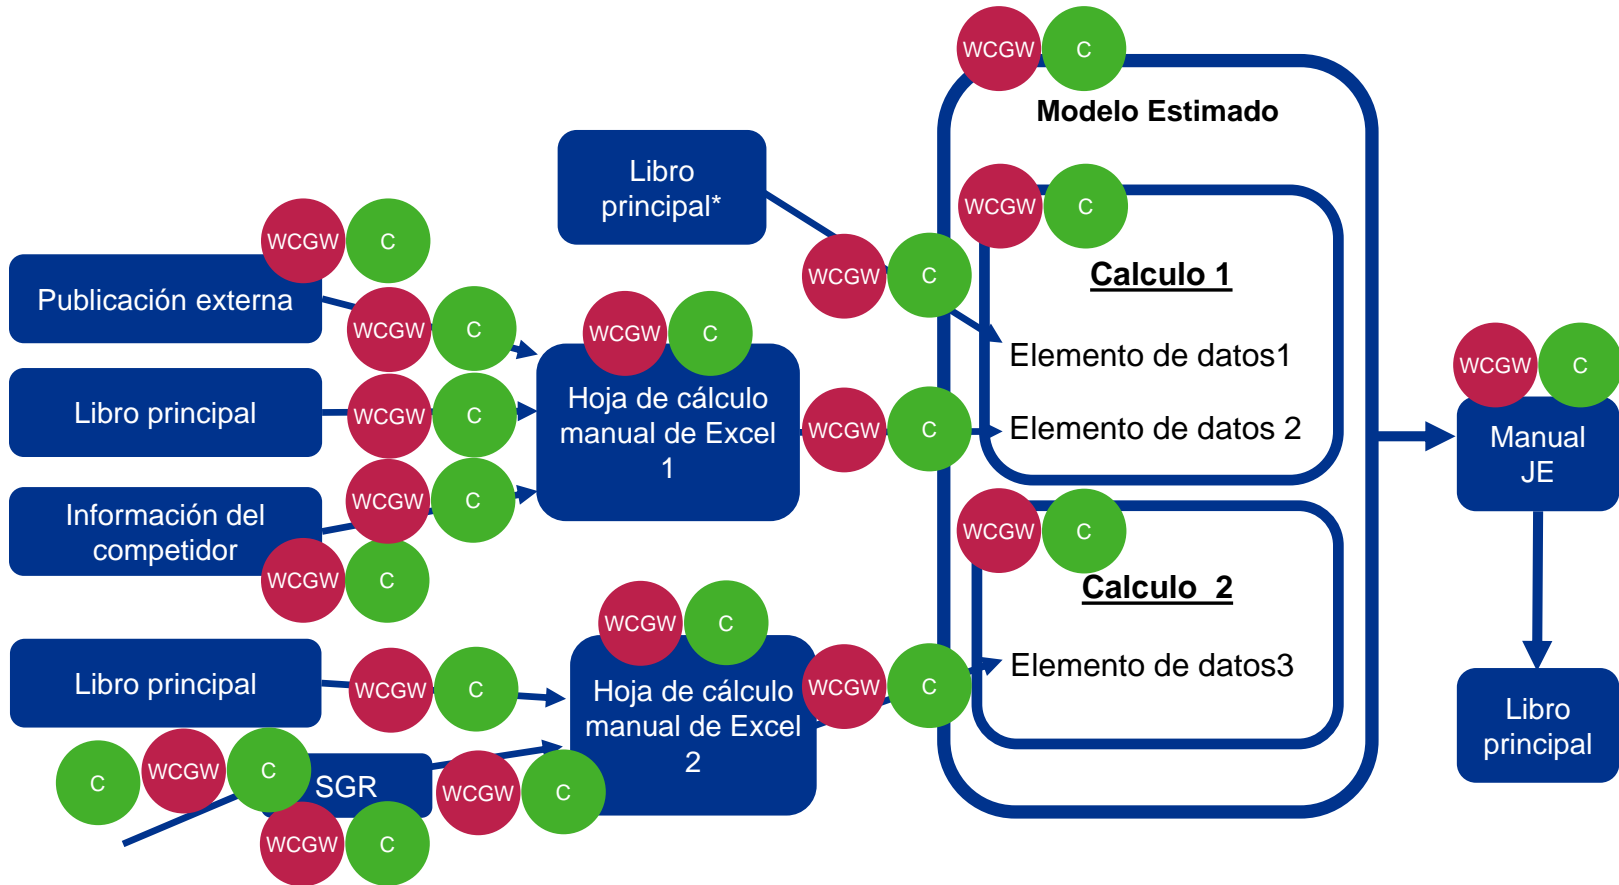 WCGW C
Modelo Estimado
Libro
principal*
WCGW C
WCGW C
WCGW C
Calculo 1
Publicación externa
WCGW C
WCGW C
WCGW C
Elemento de datos1
Libro principal
WCGW C
Hoja de cálculo
manual de Excel
1
WCGW C
Elemento de datos 2
Manual
JE
Información del
competidor
WCGW C
WCGW C
WCGW C
Calculo 2
WCGW C
Libro principal
WCGW C
Hoja de cálculo
manual de Excel
2
WCGW C
Elemento de datos3
Libro
principal
C WCGW C
SGR
WCGW C
WCGW C